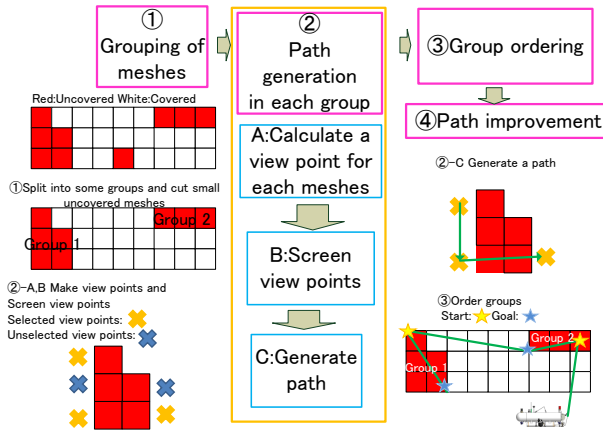 ①
Grouping of
meshes
②
Path
generation
in each group
③Group ordering
④Path improvement
Red:Uncovered White:Covered
①Split into some groups and cut small
uncovered meshes
Group 2
Group 1
②-A,B Make view points and
Screen view points
Selected view points:
Unselected view points:
A:Calculate a
view point for
each meshes
B:Screen
view points
C:Generate
path
②-C Generate a path
③Order groups
Start: Goal:
Group 2
Group 1